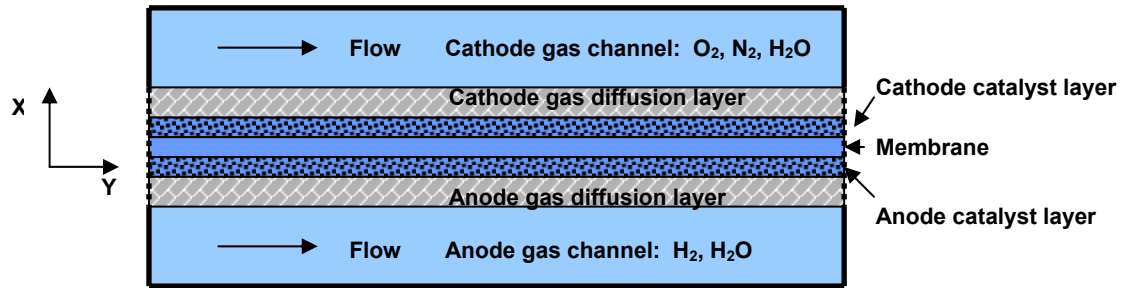 Flow Cathode gas channel: O₂, N₂, H₂O
X
Cathode gas diffusion layer
Cathode catalyst layer
Membrane
Y
Anode gas diffusion layer
Anode catalyst layer
Flow Anode gas channel: H₂, H₂O